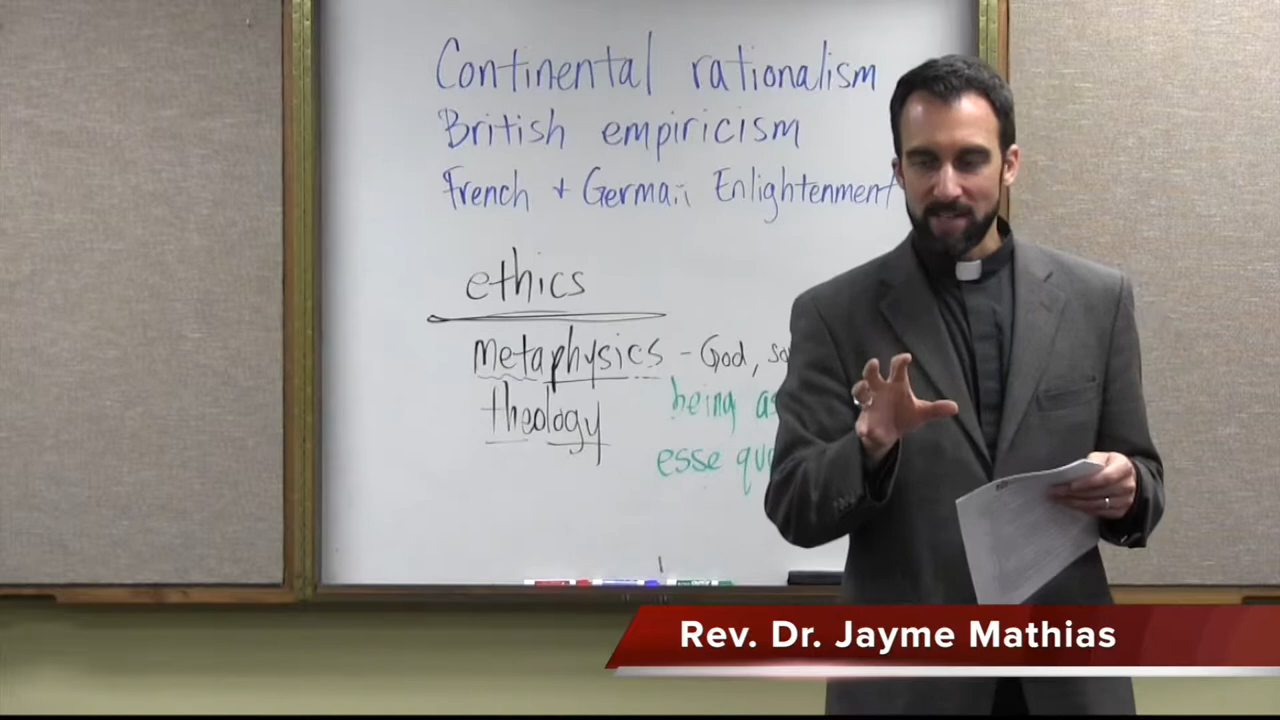 Continental rationalism
British empiricism
French + German Enlightenment
ethics
metaphysics - God,
theology
being
esse
Rev. Dr. Jayme Mathias